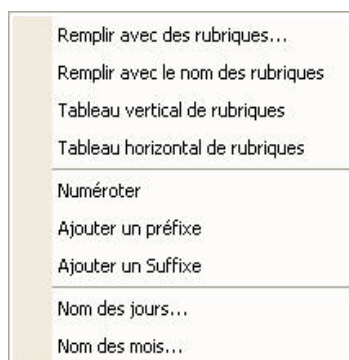 Remplir avec des rubriques...
Remplir avec le nom des rubriques
Tableau vertical de rubriques
Tableau horizontal de rubriques
Numéroter
Ajouter un préfixe
Ajouter un Suffixe
Nom des jours...
Nom des mois...